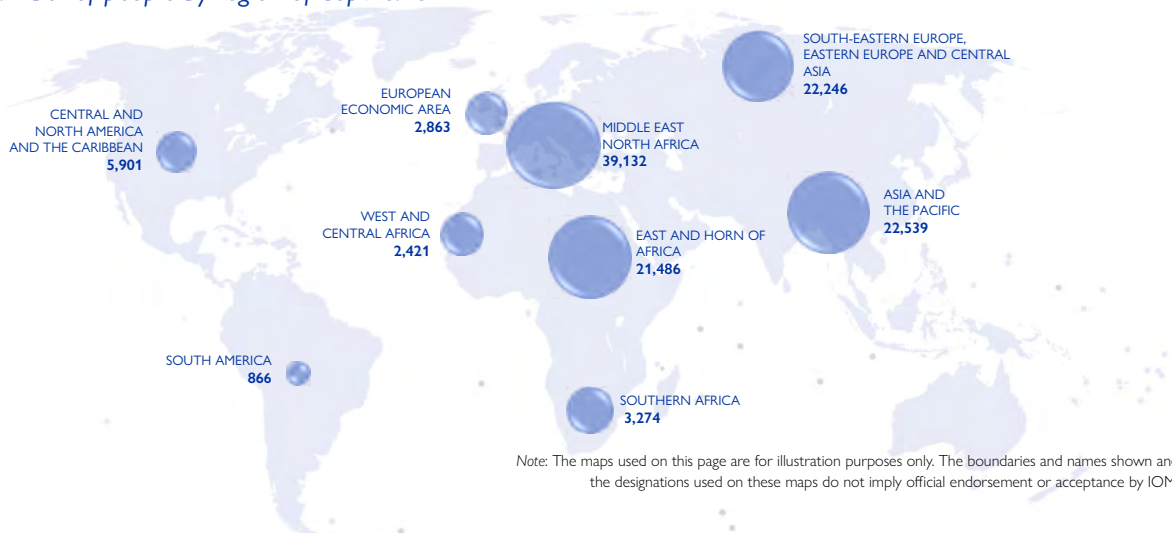 SOUTH-EASTERN EUROPE,
EASTERN EUROPE AND CENTRAL
ASIA
22,246
EUROPEAN
ECONOMIC AREA
2,863
CENTRAL AND
NORTH AMERICA
AND THE CARIBBEAN
5,901
MIDDLE EAST
NORTH AFRICA
39,132
ASIA AND
THE PACIFIC
22,539
WEST AND
CENTRAL AFRICA
2,421
EAST AND HORN OF
AFRICA
21,486
SOUTH AMERICA
866
SOUTHERN AFRICA
3,274
Note: The maps used on this page are for illustration purposes only. The boundaries and names shown and
the designations used on these maps do not imply official endorsement or acceptance by IOM